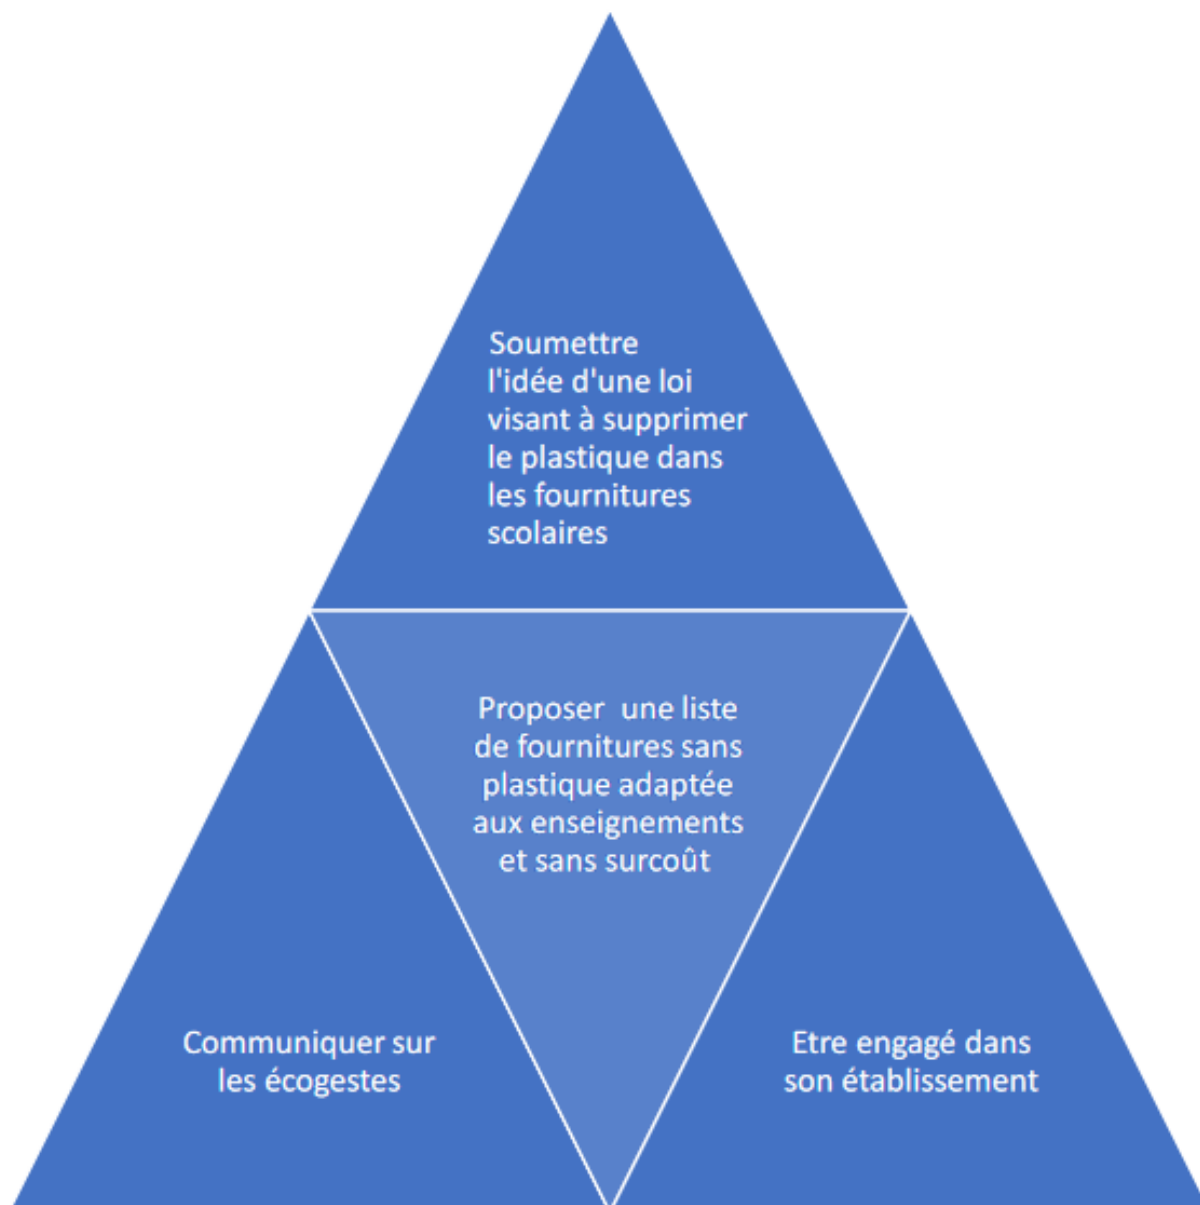 Soumettre
l'idée d'une loi
visant à supprimer
le plastique dans
les fournitures
scolaires
Proposer  une liste
de fournitures sans
plastique adaptée
aux enseignements
et sans surcoût
Communiquer sur
les écogestes
Etre engagé dans
son établissement